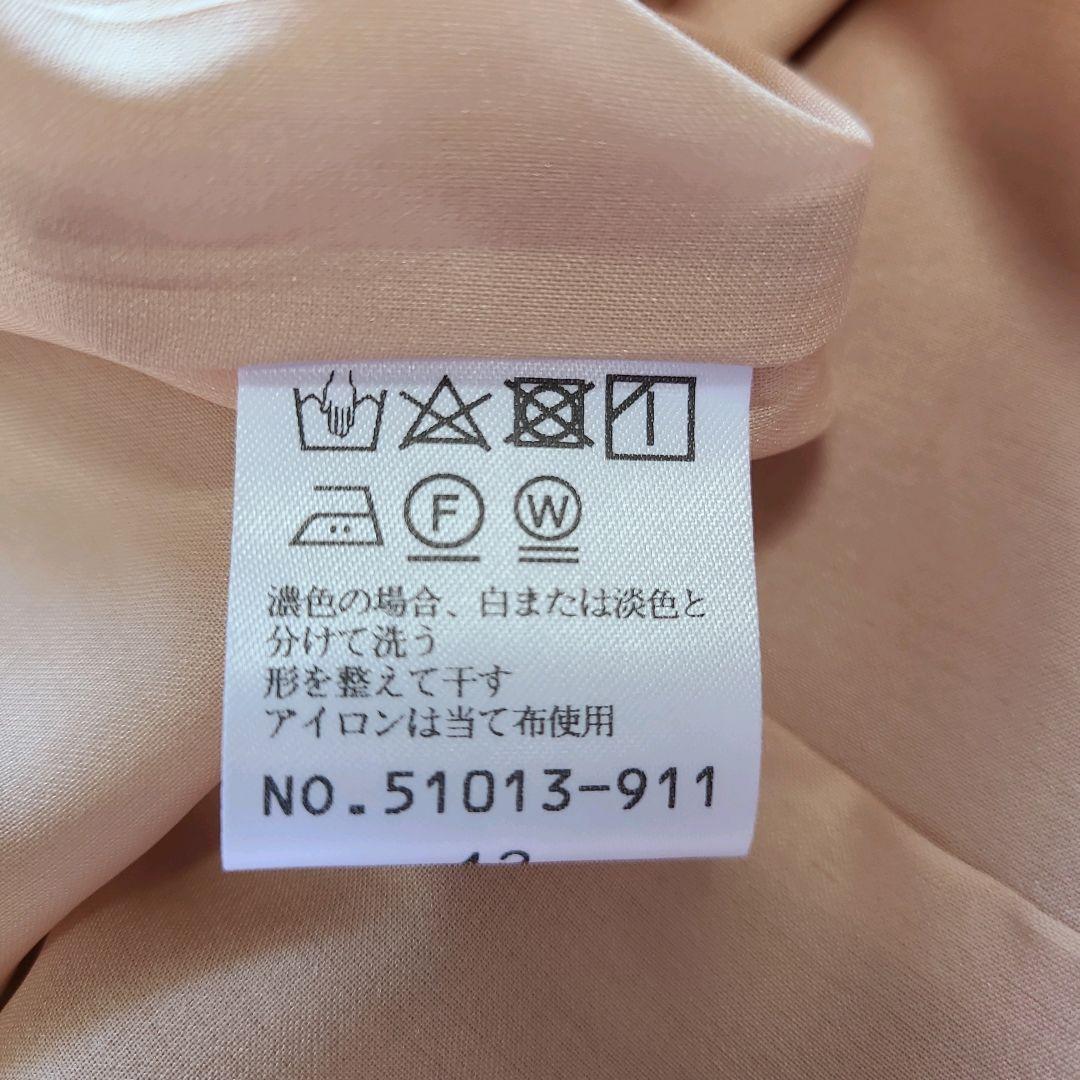 F W
濃色の場合、白または淡色と
分けて洗う
形を整えて干す
アイロンは当て布使用
NO.51013-911